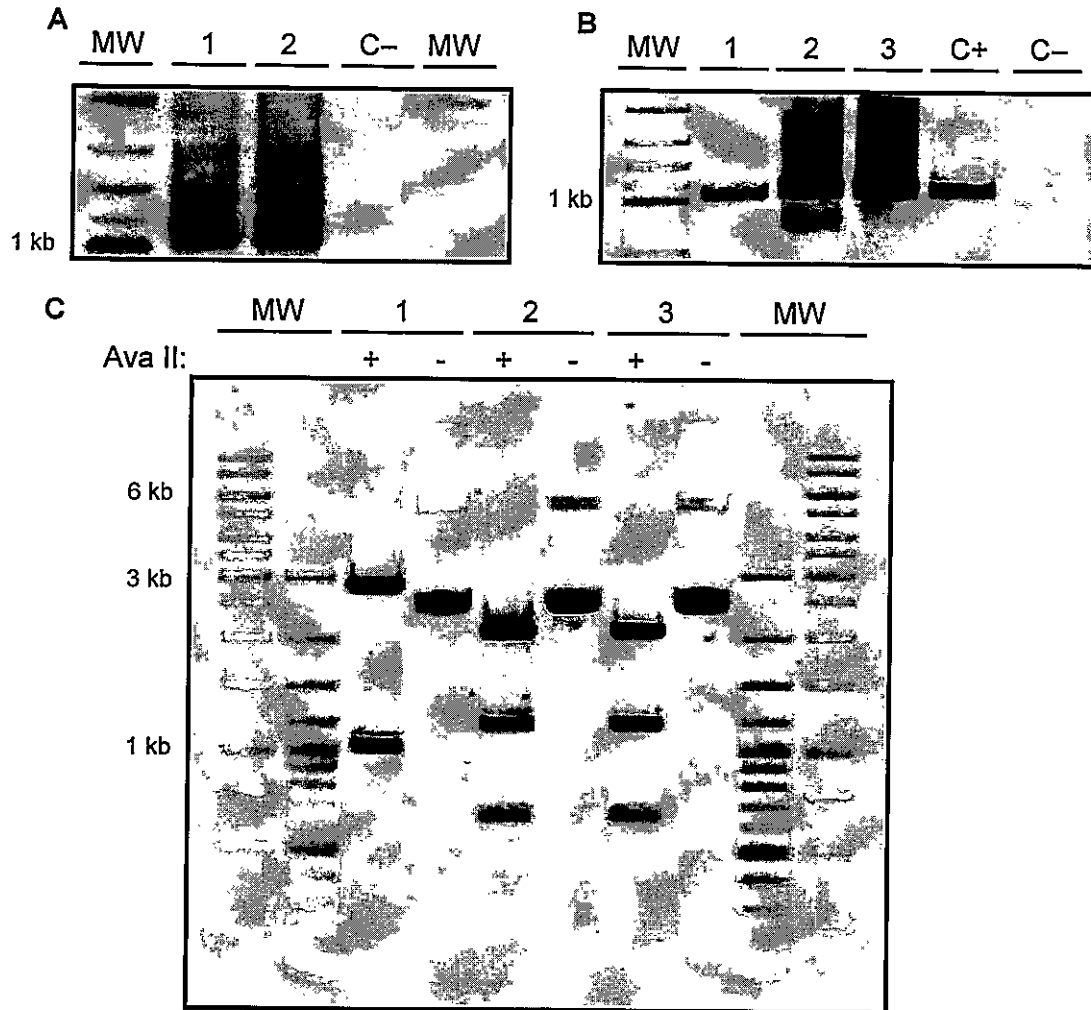 A
MW 1 2 C– MW
1 kb
B
MW 1 2 3 C+ C–
1 kb
C
MW 1 2 3 MW
Ava II: + - + - + -
6 kb
3 kb
1 kb